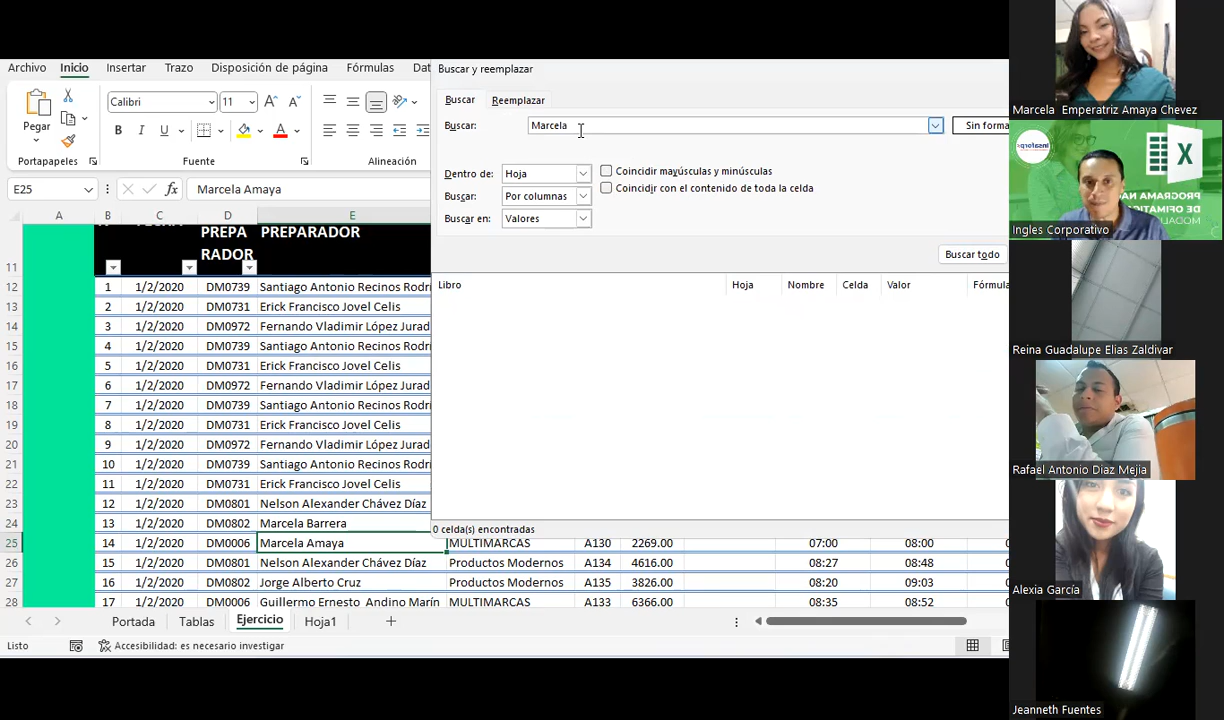 Archivo Inicio Insertar Trazo Disposición de página Fórmulas Dat
Calibri 11
Pegar
N K S
Portapapeles Fuente Alineación
E25 fx Marcela Amaya
Buscar y reemplazar
Buscar Reemplazar
Buscar: Marcela Sin forma
Dentro de: Hoja Coincidir mayúsculas y minúsculas
Buscar: Por columnas Coincidir con el contenido de toda la celda
Buscar en: Valores
Buscar todo
Libro Hoja Nombre Celda Valor Fórmula
0 celda(s) encontradas
A B C D E
PREPA PREPARADOR
11 RADOR
12 1 1/2/2020 DM0739 Santiago Antonio Recinos Rodri
13 2 1/2/2020 DM0731 Erick Francisco Jovel Celis
14 3 1/2/2020 DM0972 Fernando Vladimir López Jurad
15 4 1/2/2020 DM0739 Santiago Antonio Recinos Rodri
16 5 1/2/2020 DM0731 Erick Francisco Jovel Celis
17 6 1/2/2020 DM0972 Fernando Vladimir López Jurad
18 7 1/2/2020 DM0739 Santiago Antonio Recinos Rodri
19 8 1/2/2020 DM0731 Erick Francisco Jovel Celis
20 9 1/2/2020 DM0972 Fernando Vladimir López Jurad
21 10 1/2/2020 DM0739 Santiago Antonio Recinos Rodri
22 11 1/2/2020 DM0731 Erick Francisco Jovel Celis
23 12 1/2/2020 DM0801 Nelson Alexander Chávez Díaz
24 13 1/2/2020 DM0802 Marcela Barrera
25 14 1/2/2020 DM0006 Marcela Amaya MULTIMARCAS A130 2269.00 07:00 08:00
26 15 1/2/2020 DM0801 Nelson Alexander Chávez Díaz Productos Modernos A134 4616.00 08:27 08:48
27 16 1/2/2020 DM0802 Jorge Alberto Cruz Productos Modernos A135 3826.00 08:20 09:03
28 17 1/2/2020 DM0006 Guillermo Ernesto Andino Marín MULTIMARCAS A133 6366.00 08:35 08:52
Portada Tablas Ejercicio Hoja1
Listo Accesibilidad: es necesario investigar
Marcela Emperatriz Amaya Chevez
Insaforp
X
PROGRAMA NA
DE OFIMATIC
MODALI
Ingles Corporativo
Reina Guadalupe Elias Zaldivar
Rafael Antonio Diaz Mejía
Alexia García
Jeanneth Fuentes